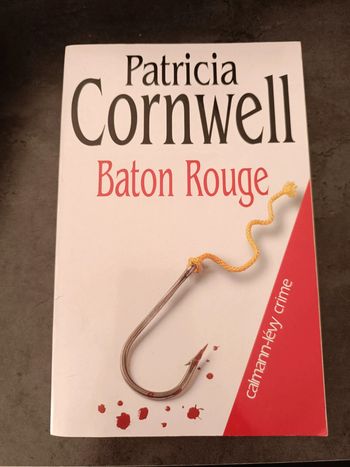 Patricia
Cornwell
Baton Rouge
calmann-lévy crime